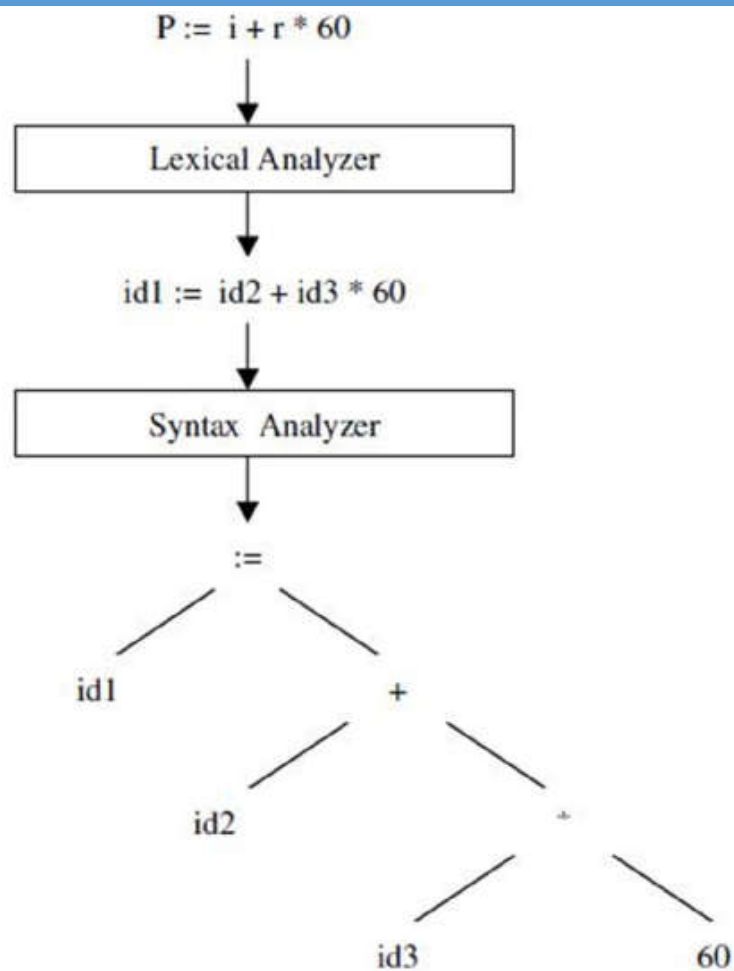 P := i + r * 60
Lexical Analyzer
id1 := id2 + id3 * 60
Syntax Analyzer
:=
id1
+
id2
*
id3
60